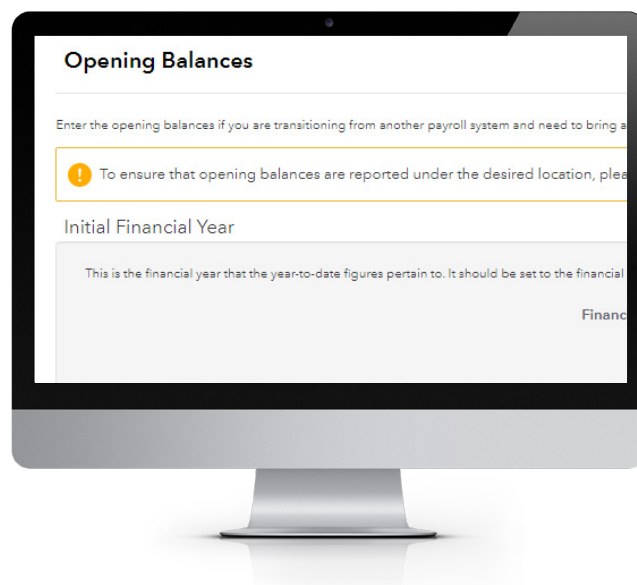 Opening Balances
Enter the opening balances if you are transitioning from another payroll system and need to bring a
! To ensure that opening balances are reported under the desired location, plea
Initial Financial Year
This is the financial year that the year-to-date figures pertain to. It should be set to the financial
Financ